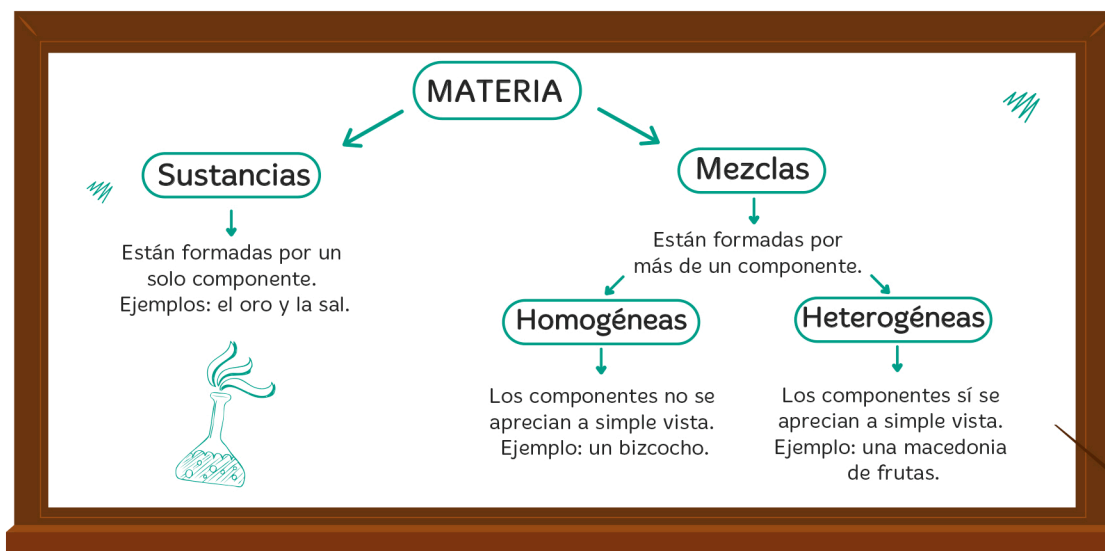 MATERIA
Sustancias
Están formadas por un
solo componente.
Ejemplos: el oro y la sal.
Mezclas
Están formadas por
más de un componente.
Homogéneas
Los componentes no se
aprecian a simple vista.
Ejemplo: un bizcocho.
Heterogéneas
Los componentes sí se
aprecian a simple vista.
Ejemplo: una macedonia
de frutas.